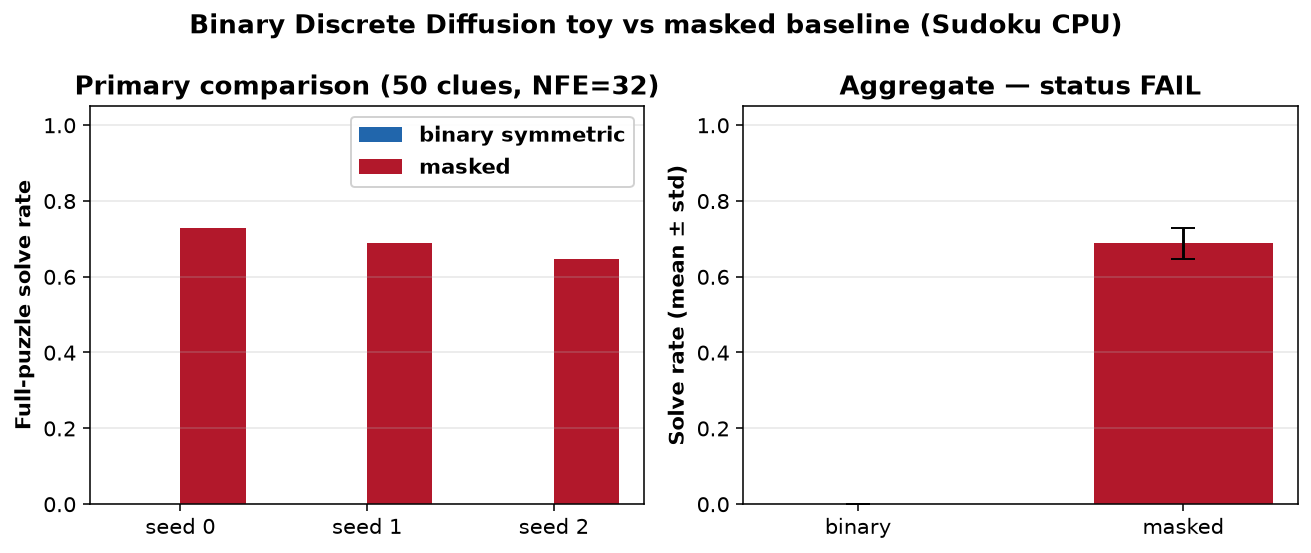 Binary Discrete Diffusion toy vs masked baseline (Sudoku CPU)
Primary comparison (50 clues, NFE=32)
Full-puzzle solve rate
1.0
0.8
0.6
0.4
0.2
0.0
binary symmetric
masked
seed 0
seed 1
seed 2
Aggregate — status FAIL
Solve rate (mean ± std)
1.0
0.8
0.6
0.4
0.2
0.0
binary
masked